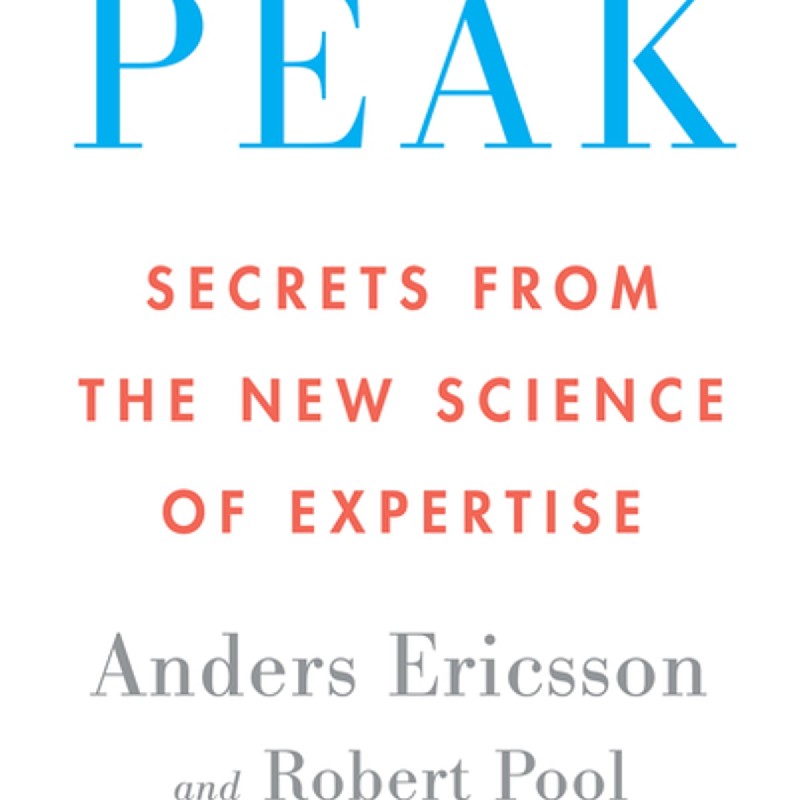 PEAK
SECRETS FROM
THE NEW SCIENCE
OF EXPERTISE
Anders Ericsson
and Robert Pool